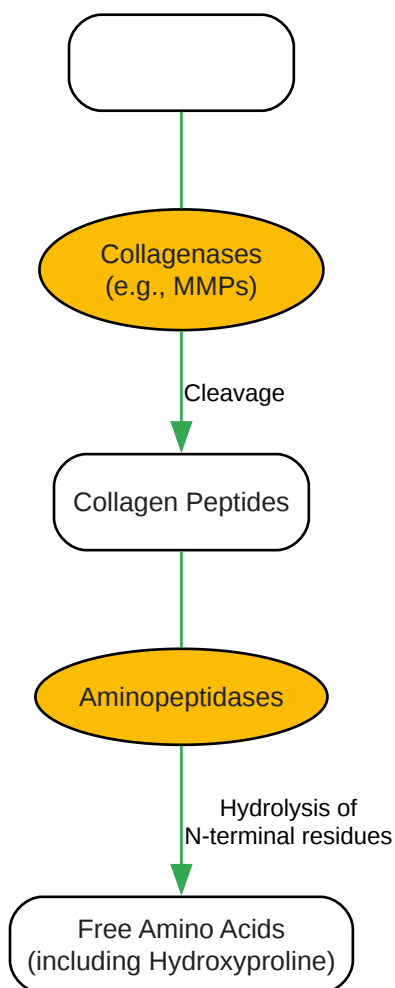 Collagenases
(e.g., MMPs)
Cleavage
Collagen Peptides
Aminopeptidases
Hydrolysis of
N-terminal residues
Free Amino Acids
(including Hydroxyproline)